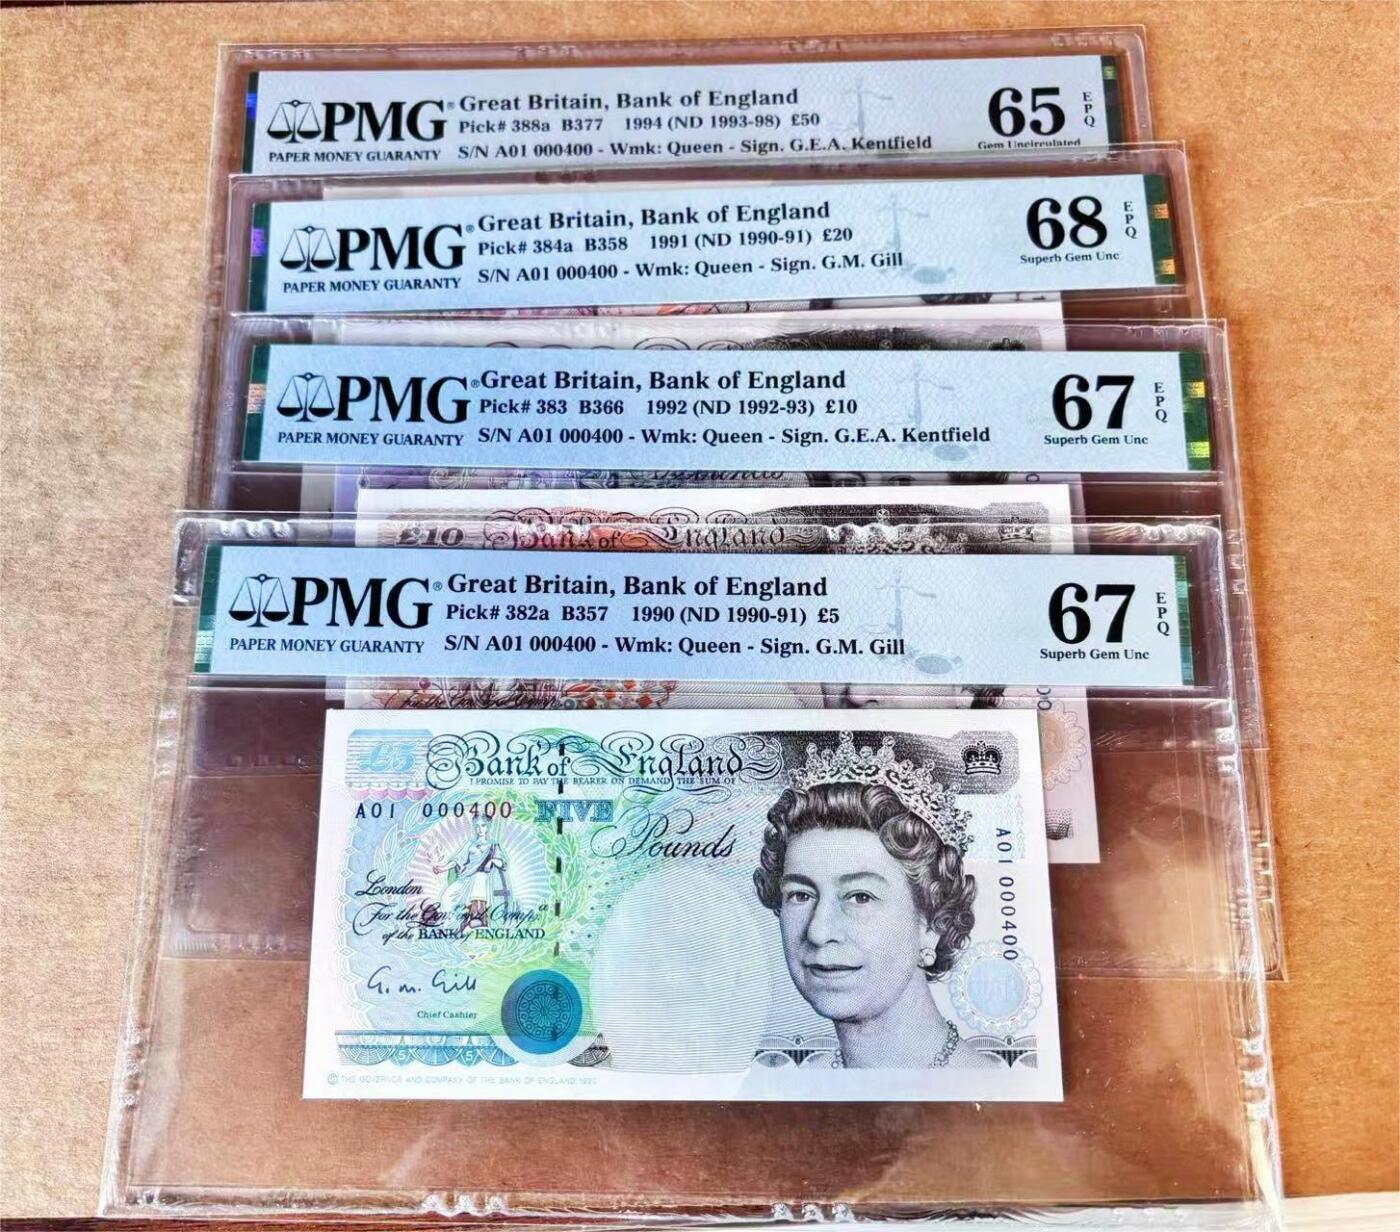 PMG®
PAPER MONEY GUARANTY
Great Britain, Bank of England
Pick# 388a B377 1994 (ND 1993-98) £50
S/N A01 000400 - Wmk: Queen - Sign. G.E.A. Kentfield
65
EPQ
Gem Uncirculated
PMG®
PAPER MONEY GUARANTY
Great Britain, Bank of England
Pick# 384a B358 1991 (ND 1990-91) £20
S/N A01 000400 - Wmk: Queen - Sign. G.M. Gill
68
EPQ
Superb Gem Unc
PMG®
PAPER MONEY GUARANTY
Great Britain, Bank of England
Pick# 383 B366 1992 (ND 1992-93) £10
S/N A01 000400 - Wmk: Queen - Sign. G.E.A. Kentfield
67
EPQ
Superb Gem Unc
£10 Bank of England
PMG®
PAPER MONEY GUARANTY
Great Britain, Bank of England
Pick# 382a B357 1990 (ND 1990-91) £5
S/N A01 000400 - Wmk: Queen - Sign. G.M. Gill
67
EPQ
Superb Gem Unc
£5 Bank of England
I PROMISE TO PAY THE BEARER ON DEMAND THE SUM OF
A01 000400 FIVE
Pounds
A01 000400
London
For the Govr. and Compa.
of the BANK of ENGLAND
G. M. Gill
Chief Cashier
5 5
© THE GOVERNOR AND COMPANY OF THE BANK OF ENGLAND 1990